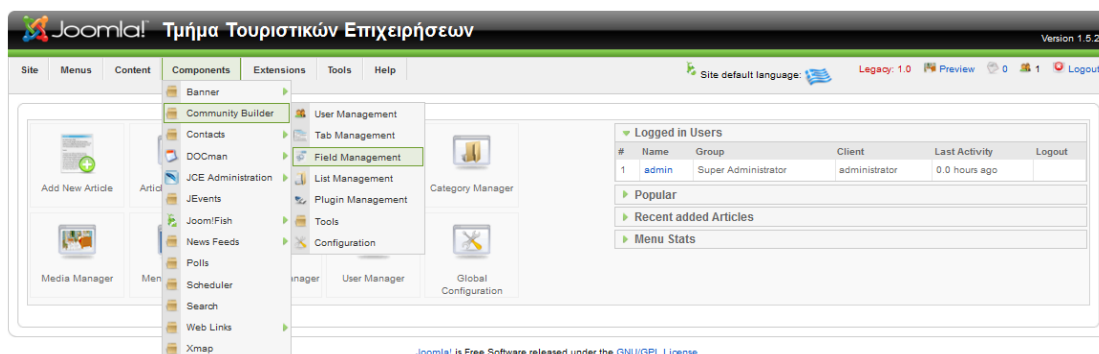 Joomla! Τμήμα Τουριστικών Επιχειρήσεων
Version 1.5.2
Site Menus Content Components Extensions Tools Help
Site default language:
Legacy: 1.0 Preview 0 1 Logout
Banner
Community Builder
Contacts
DOCman
JCE Administration
JEvents
Joom!Fish
News Feeds
Polls
Scheduler
Search
Web Links
Xmap
User Management
Tab Management
Field Management
List Management
Plugin Management
Tools
Configuration
Add New Article
Category Manager
Media Manager
User Manager
Global Configuration
Logged in Users
# Name Group Client Last Activity Logout
1 admin Super Administrator administrator 0.0 hours ago
Popular
Recent added Articles
Menu Stats
Joomla! is Free Software released under the GNU/GPL License